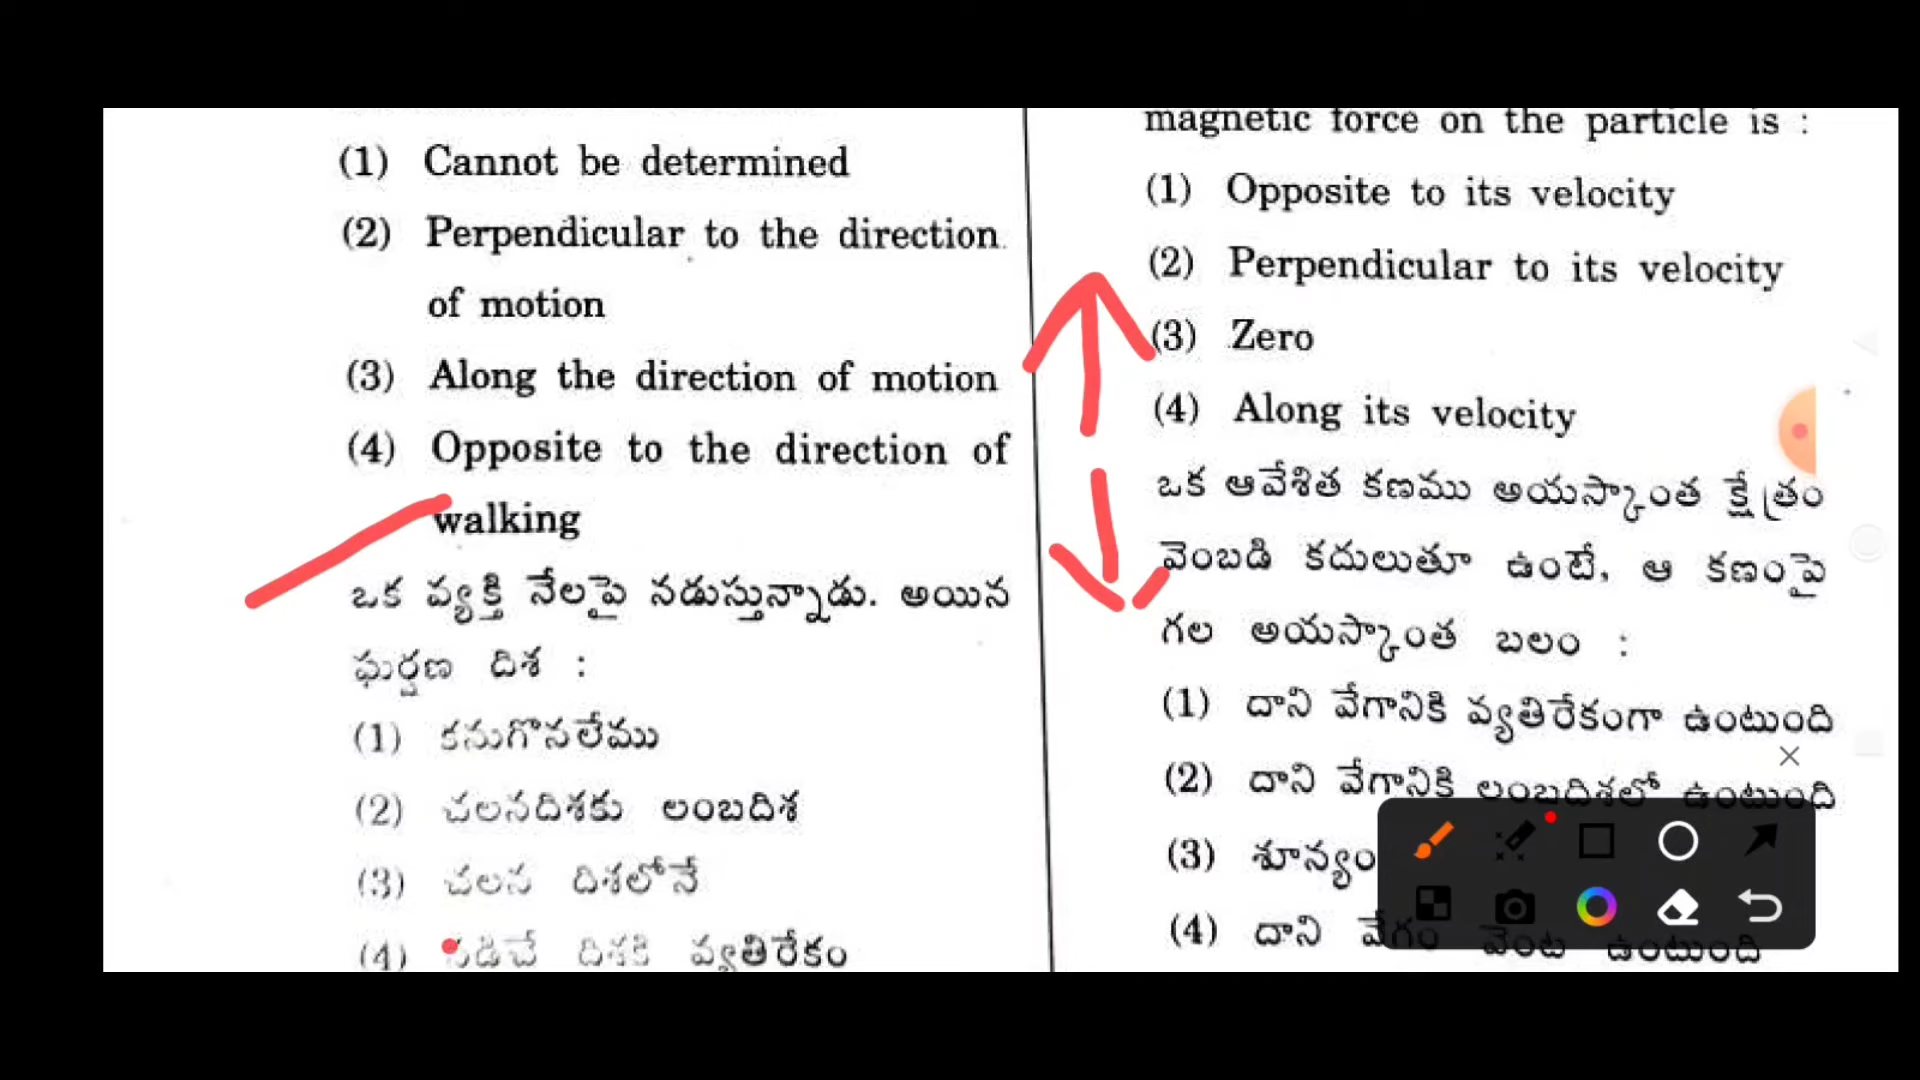 (1) Cannot be determined
(2) Perpendicular to the direction
of motion
(3) Along the direction of motion
(4) Opposite to the direction of
walking
ఒక వ్యక్తి నేలపై నడుస్తున్నాడు. అయిన
ఘర్షణ దిశ :
(1) కనుగొనలేము
(2) చలనదిశకు లంబదిశ
(3) చలన దిశలోనే
(4) నడిచే దిశకి వ్యతిరేకం
magnetic force on the particle is :
(1) Opposite to its velocity
(2) Perpendicular to its velocity
(3) Zero
(4) Along its velocity
ఒక ఆవేశిత కణము అయస్కాంత క్షేత్రం
వెంబడి కదులుతూ ఉంటే, ఆ కణంపై
గల అయస్కాంత బలం :
(1) దాని వేగానికి వ్యతిరేకంగా ఉంటుంది
(2) దాని వేగానికి లంబదిశలో ఉంటుంది
(3) శూన్యం
(4) దాని వేగం వెంట ఉంటుంది